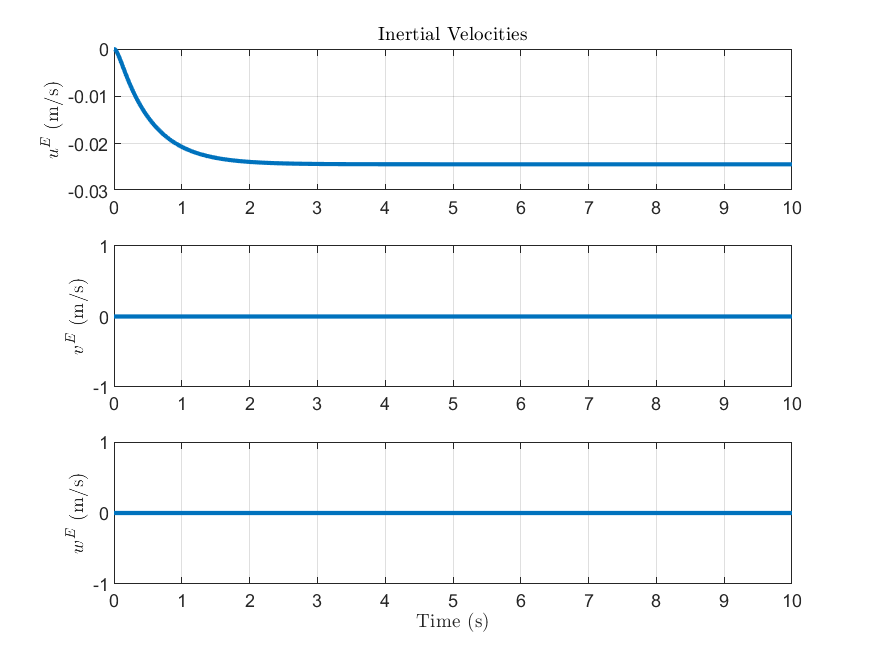 Inertial Velocities
0
-0.01
-0.02
-0.03
u^E (m/s)
0 1 2 3 4 5 6 7 8 9 10
1
0
-1
v^E (m/s)
0 1 2 3 4 5 6 7 8 9 10
1
0
-1
w^E (m/s)
0 1 2 3 4 5 6 7 8 9 10
Time (s)